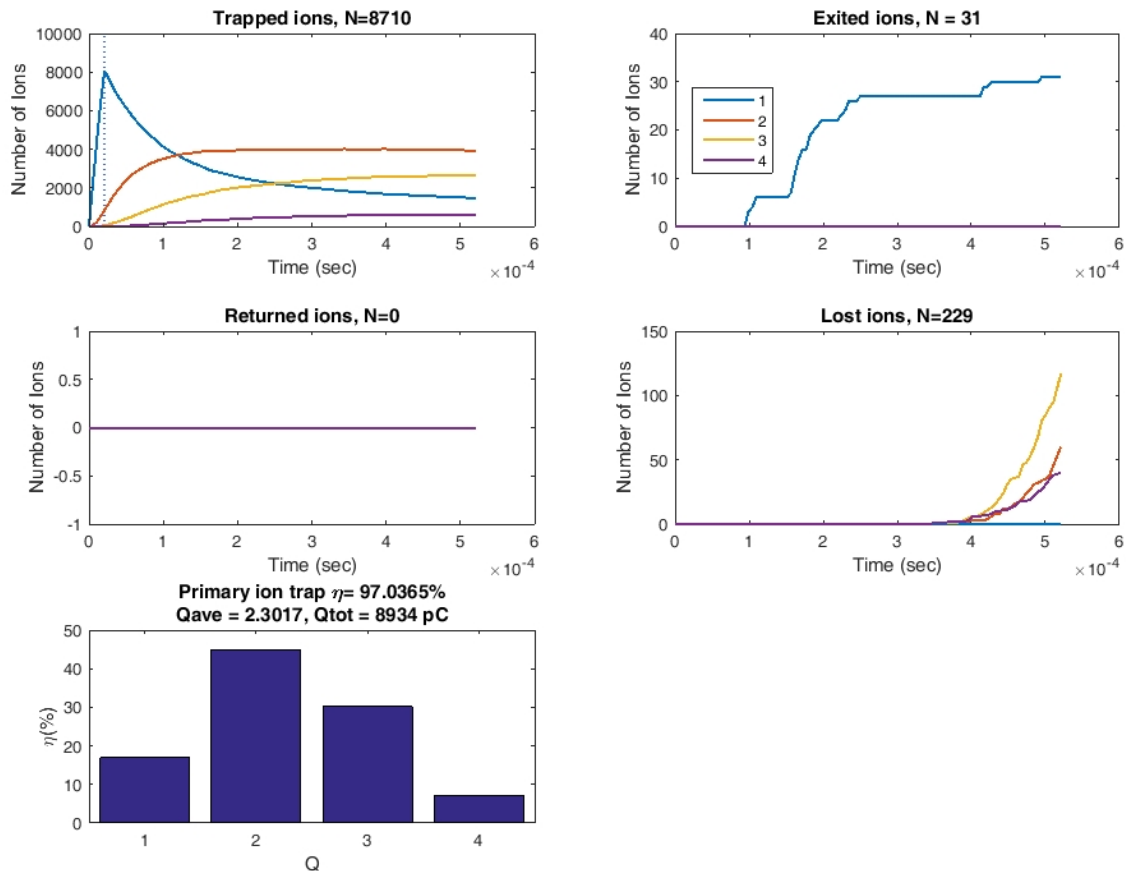 Trapped ions, N=8710
10000
8000
6000
4000
2000
0
Number of Ions
0 1 2 3 4 5 6
Time (sec)
×10-4
Exited ions, N = 31
40
30
20
10
0
Number of Ions
1
2
3
4
0 1 2 3 4 5 6
Time (sec)
×10-4
Returned ions, N=0
1
0.5
0
-0.5
-1
Number of Ions
0 1 2 3 4 5 6
Time (sec)
×10-4
Lost ions, N=229
150
100
50
0
Number of Ions
0 1 2 3 4 5 6
Time (sec)
×10-4
Primary ion trap η= 97.0365%
Qave = 2.3017, Qtot = 8934 pC
50
40
30
20
10
0
η(%)
1 2 3 4
Q